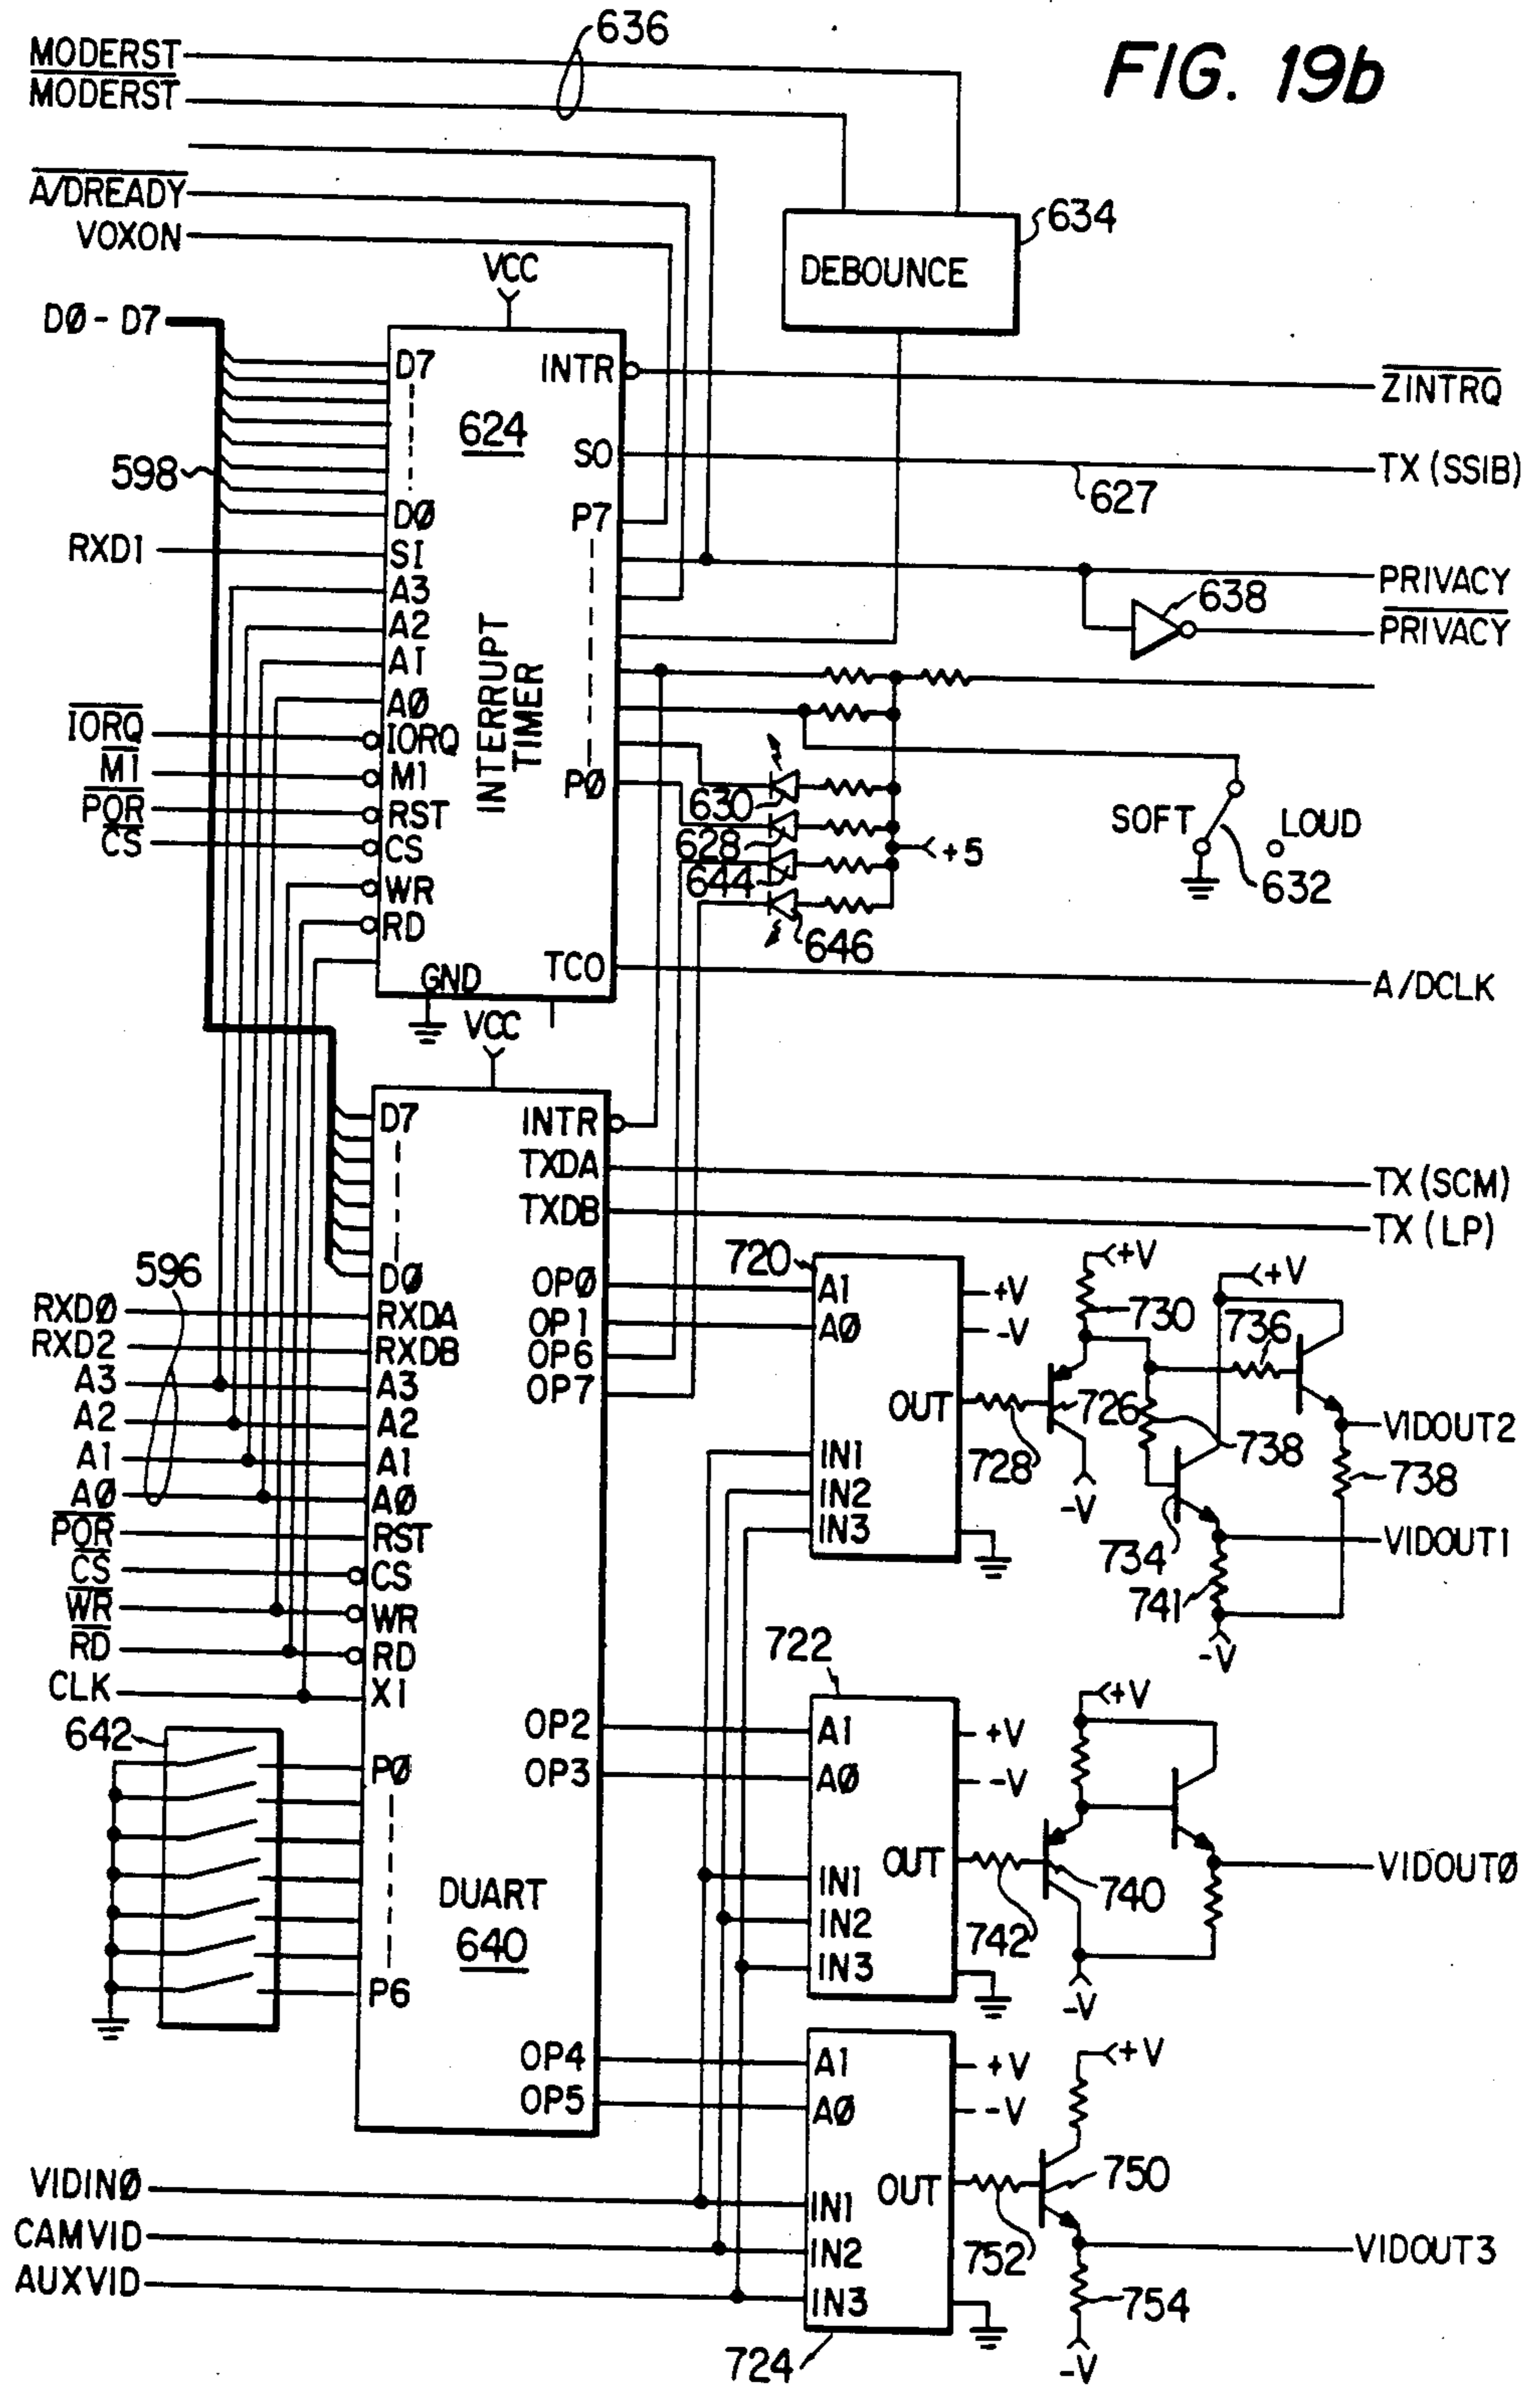 FIG. 19b
636
MODERST
MODERST
A/DREADY
VOXON
634
DEBOUNCE
VCC
DØ - D7
D7
INTR
ZINTRQ
624
598
SO
TX (SSIB)
627
DØ
P7
RXD1
SI
PRIVACY
A3
638
A2
PRIVACY
A1
INTERRUPT
TIMER
AØ
IORQ
IORQ
M1
M1
PØ
630
POR
RST
SOFT
LOUD
CS
CS
628
+5
644
632
WR
RD
646
GND
TCO
A/DCLK
VCC
D7
INTR
TXDA
TX (SCM)
TXDB
TX (LP)
720
+V
596
DØ
OPØ
A1
+V
+V
RXDØ
RXDA
OP1
AØ
-V
730
736
RXD2
RXDB
OP6
A3
A3
OP7
A2
A2
OUT
726
VIDOUT2
A1
A1
IN1
728
738
738
AØ
AØ
IN2
-V
POR
RST
IN3
734
VIDOUT1
CS
CS
741
WR
WR
722
-V
RD
RD
CLK
X1
+V
642
OP2
A1
+V
PØ
OP3
AØ
-V
OUT
VIDOUTØ
DUART
IN1
740
640
IN2
742
P6
IN3
-V
OP4
A1
+V
+V
OP5
AØ
-V
VIDINØ
IN1
OUT
750
CAMVID
IN2
752
VIDOUT3
AUXVID
IN3
754
724
-V